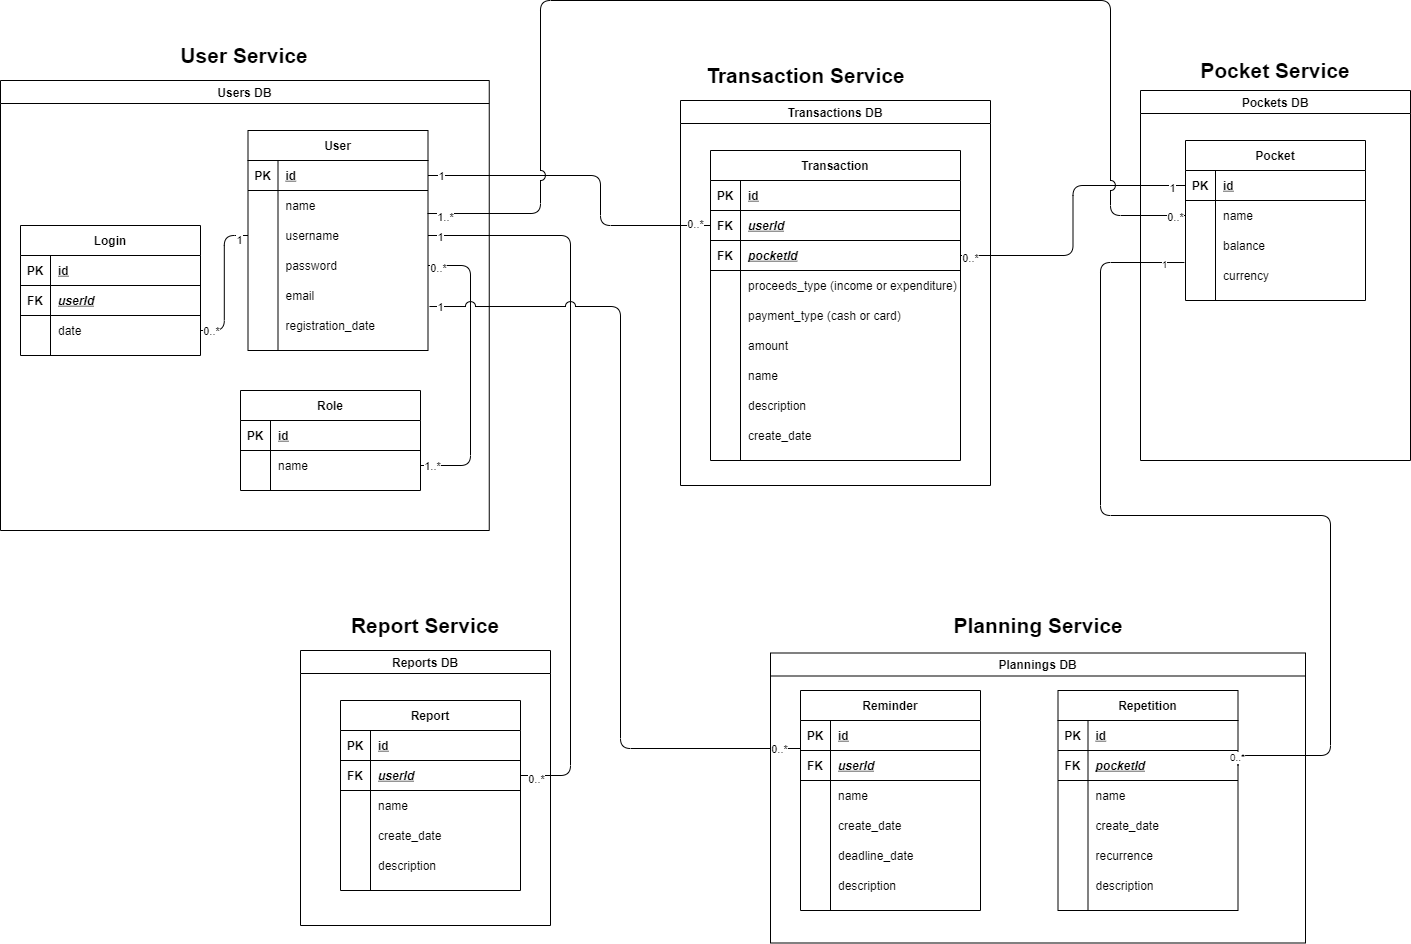 User Service
Users DB
User
PK id
name
username
password
email
registration_date
1
1..*
1
0..*
1
Login
PK id
FK userId
date
1
0..*
Role
PK id
name
1..*
Transaction Service
Transactions DB
Transaction
PK id
FK userId
FK pocketId
proceeds_type (income or expenditure)
payment_type (cash or card)
amount
name
description
create_date
0..*
0..*
Pocket Service
Pockets DB
Pocket
PK id
name
balance
currency
1
0..*
1
Report Service
Reports DB
Report
PK id
FK userId
name
create_date
description
0..*
Planning Service
Plannings DB
Reminder
PK id
FK userId
name
create_date
deadline_date
description
0..*
Repetition
PK id
FK pocketId
name
create_date
recurrence
description
0..*